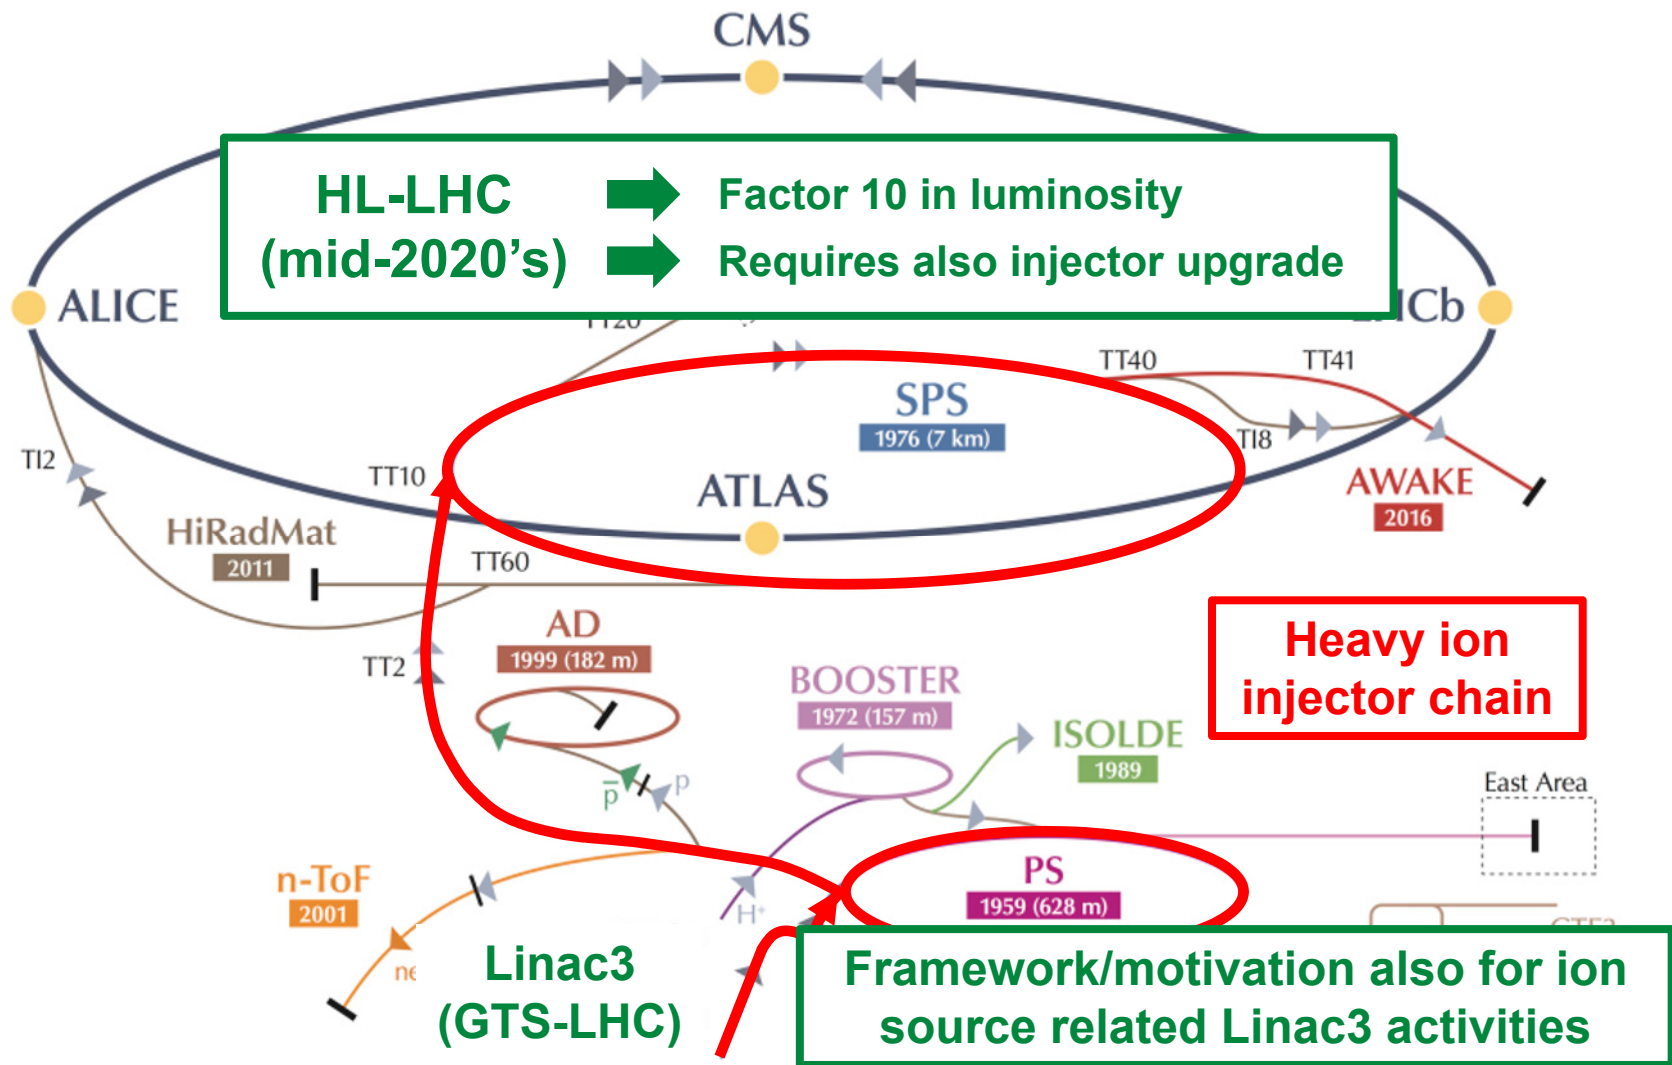 CMS
HL-LHC
(mid-2020's)
Factor 10 in luminosity
Requires also injector upgrade
ALICE
TT20
TT40
TT41
SPS
1976 (7 km)
TI8
TI2
TT10
ATLAS
AWAKE
2016
HiRadMat
2011
TT60
AD
1999 (182 m)
Heavy ion
injector chain
TT2
BOOSTER
1972 (157 m)
ISOLDE
1989
p̅
p
East Area
n-ToF
2001
PS
1959 (628 m)
H⁺
Linac3
(GTS-LHC)
Framework/motivation also for ion
source related Linac3 activities